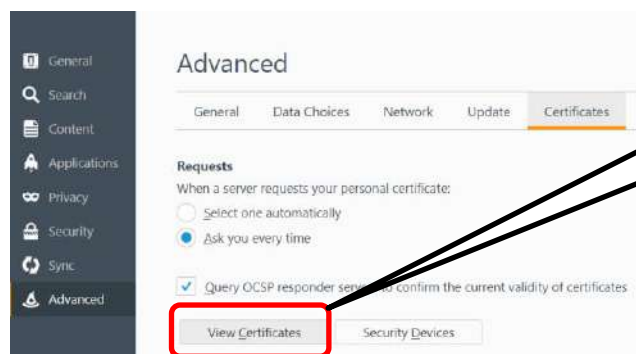 General
Search
Content
Applications
Privacy
Security
Sync
Advanced
Advanced
General Data Choices Network Update Certificates
Requests
When a server requests your personal certificate:
Select one automatically
Ask you every time
Query OCSP responder servers to confirm the current validity of certificates
View Certificates Security Devices